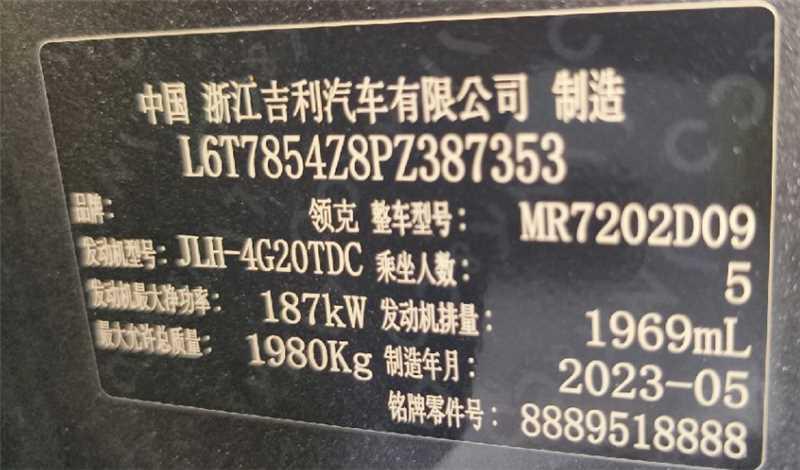 中国 浙江吉利汽车有限公司 制造
L6T7854Z8PZ387353
品牌: 领克 整车型号: MR7202D09
发动机型号: JLH-4G20TDC 乘坐人数: 5
发动机最大净功率: 187kW 发动机排量: 1969mL
最大允许总质量: 1980Kg 制造年月: 2023-05
铭牌零件号: 8889518888